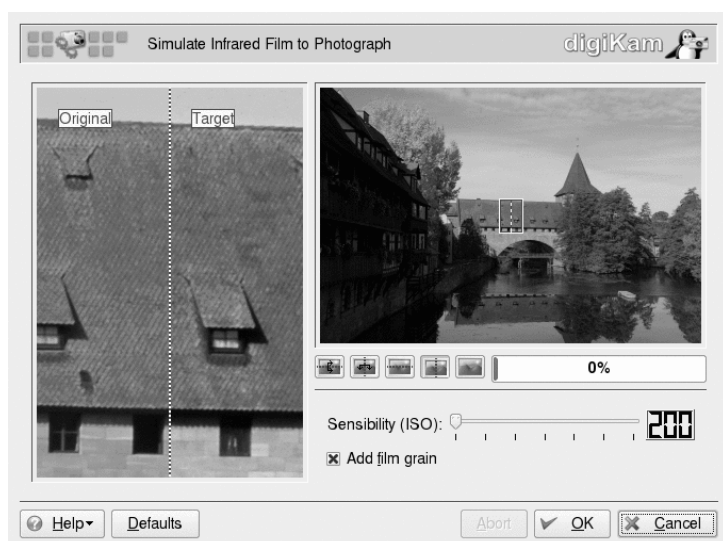 Simulate Infrared Film to Photograph
digiKam
Original
Target
0%
Sensibility (ISO):
200
Add film grain
Help
Defaults
Abort
OK
Cancel